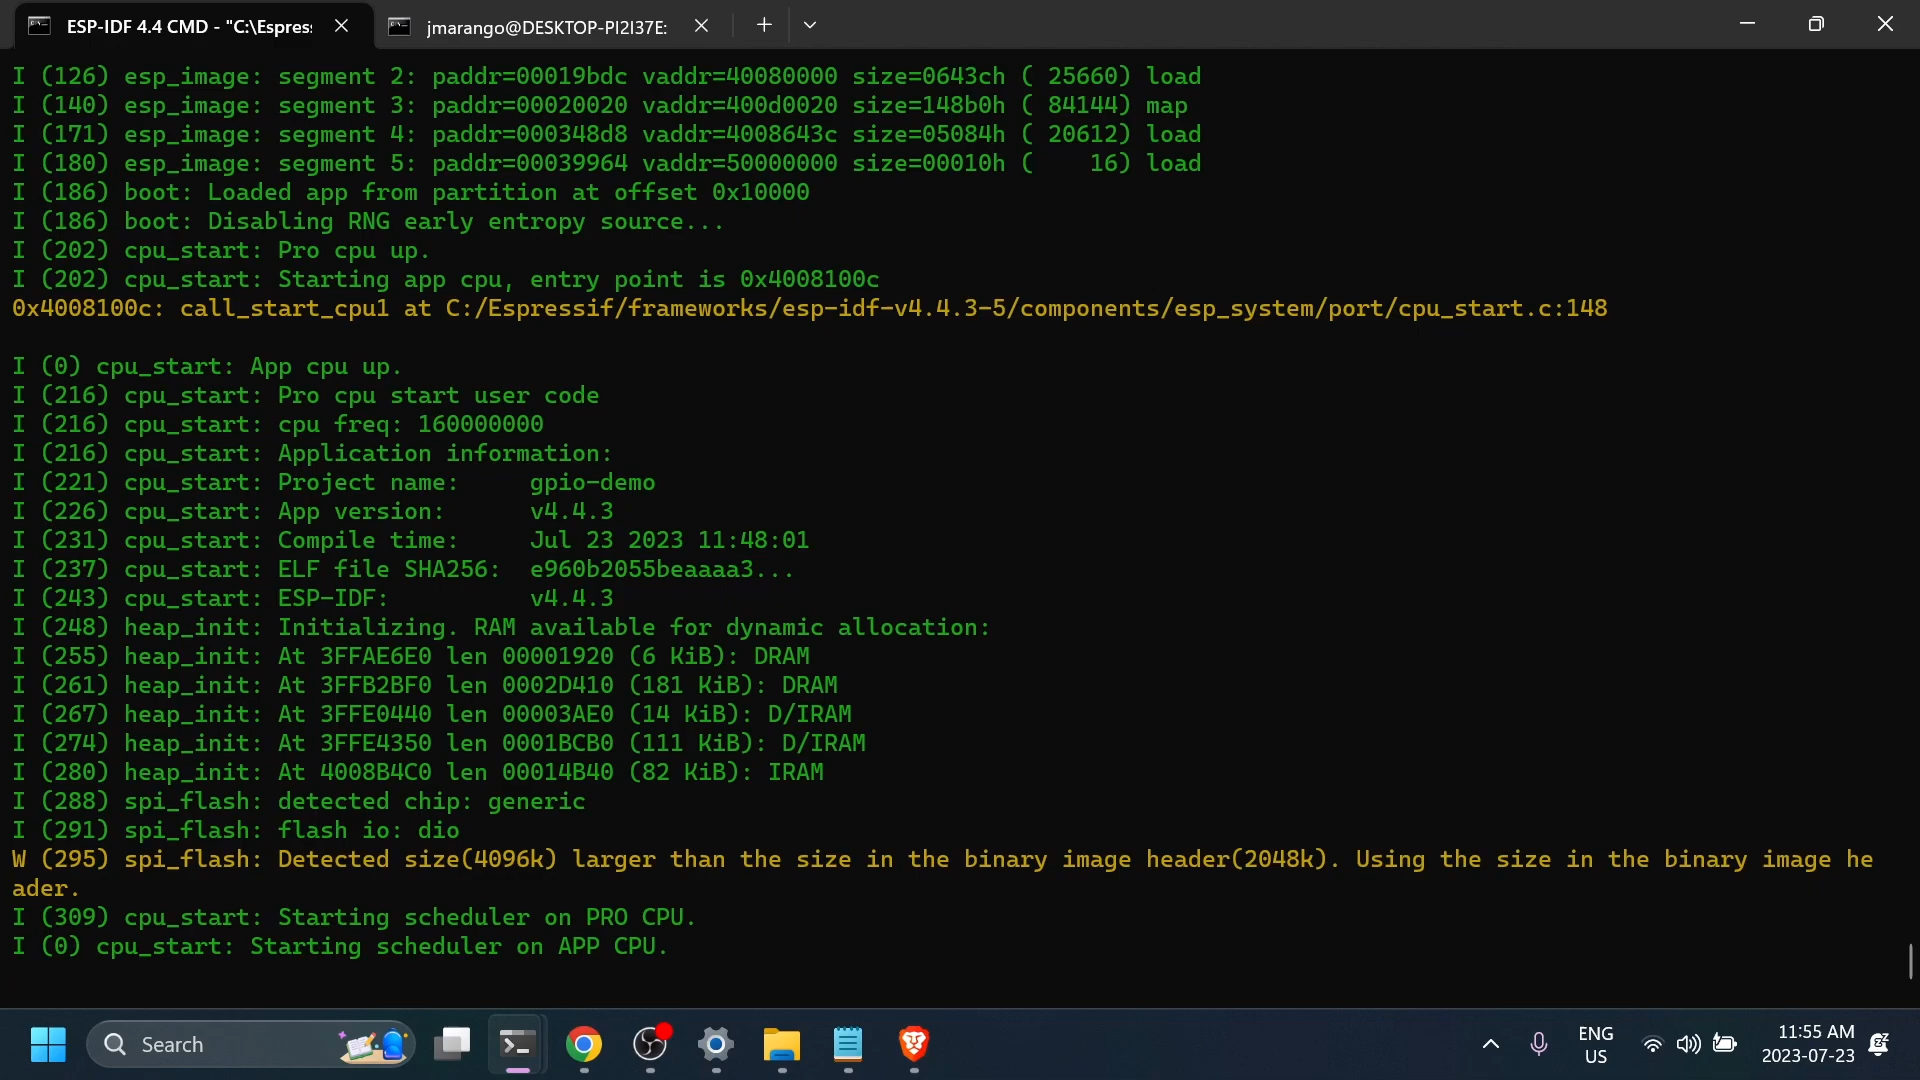 ESP-IDF 4.4 CMD - "C:\Espres
jmarango@DESKTOP-PI2I37E:
I (126) esp_image: segment 2: paddr=00019bdc vaddr=40080000 size=0643ch ( 25660) load
I (140) esp_image: segment 3: paddr=00020020 vaddr=400d0020 size=148b0h ( 84144) map
I (171) esp_image: segment 4: paddr=000348d8 vaddr=4008643c size=05084h ( 20612) load
I (180) esp_image: segment 5: paddr=00039964 vaddr=50000000 size=00010h (    16) load
I (186) boot: Loaded app from partition at offset 0x10000
I (186) boot: Disabling RNG early entropy source...
I (202) cpu_start: Pro cpu up.
I (202) cpu_start: Starting app cpu, entry point is 0x4008100c
0x4008100c: call_start_cpu1 at C:/Espressif/frameworks/esp-idf-v4.4.3-5/components/esp_system/port/cpu_start.c:148
I (0) cpu_start: App cpu up.
I (216) cpu_start: Pro cpu start user code
I (216) cpu_start: cpu freq: 160000000
I (216) cpu_start: Application information:
I (221) cpu_start: Project name:     gpio-demo
I (226) cpu_start: App version:      v4.4.3
I (231) cpu_start: Compile time:     Jul 23 2023 11:48:01
I (237) cpu_start: ELF file SHA256:  e960b2055beaaaa3...
I (243) cpu_start: ESP-IDF:          v4.4.3
I (248) heap_init: Initializing. RAM available for dynamic allocation:
I (255) heap_init: At 3FFAE6E0 len 00001920 (6 KiB): DRAM
I (261) heap_init: At 3FFB2BF0 len 0002D410 (181 KiB): DRAM
I (267) heap_init: At 3FFE0440 len 00003AE0 (14 KiB): D/IRAM
I (274) heap_init: At 3FFE4350 len 0001BCB0 (111 KiB): D/IRAM
I (280) heap_init: At 4008B4C0 len 00014B40 (82 KiB): IRAM
I (288) spi_flash: detected chip: generic
I (291) spi_flash: flash io: dio
W (295) spi_flash: Detected size(4096k) larger than the size in the binary image header(2048k). Using the size in the binary image he
ader.
I (309) cpu_start: Starting scheduler on PRO CPU.
I (0) cpu_start: Starting scheduler on APP CPU.
Search
ENG
US
11:55 AM
2023-07-23